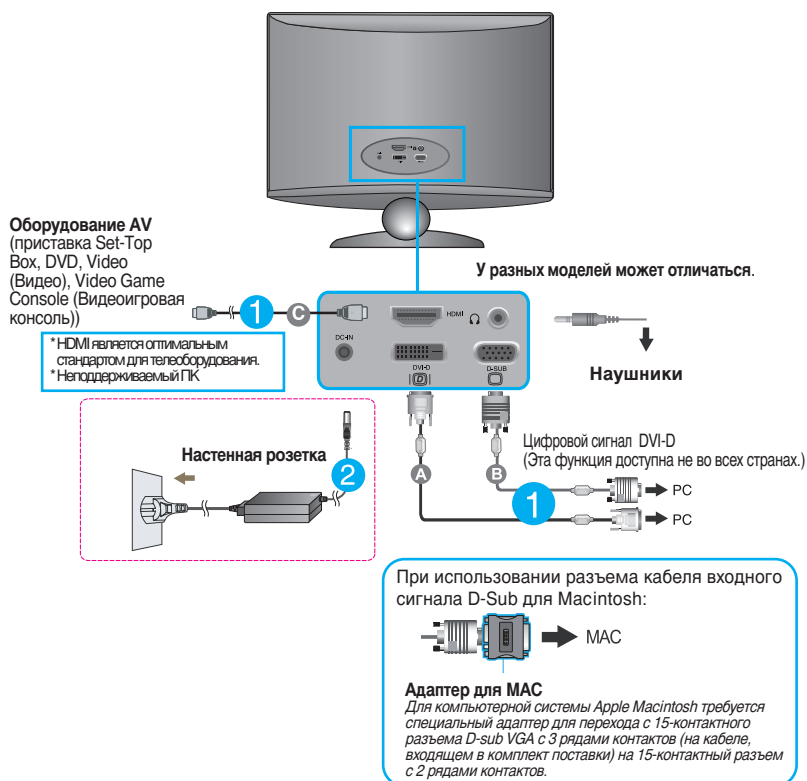 Оборудование AV
(приставка Set-Top
Box, DVD, Video
(Видео), Video Game
Console (Видеоигровая
консоль))
* HDMI является оптимальным
стандартом для телеоборудования.
* Неподдерживаемый ПК
1
C
У разных моделей может отличаться.
HDMI
DC-IN
DVI-D
D-SUB
D
Наушники
Настенная розетка
2
A
B
1
Цифровой сигнал DVI-D
(Эта функция доступна не во всех странах.)
PC
PC
При использовании разъема кабеля входного
сигнала D-Sub для Macintosh:
MAC
Адаптер для MAC
Для компьютерной системы Apple Macintosh требуется
специальный адаптер для перехода с 15-контактного
разъема D-sub VGA с 3 рядами контактов (на кабеле,
входящем в комплект поставки) на 15-контактный разъем
с 2 рядами контактов.